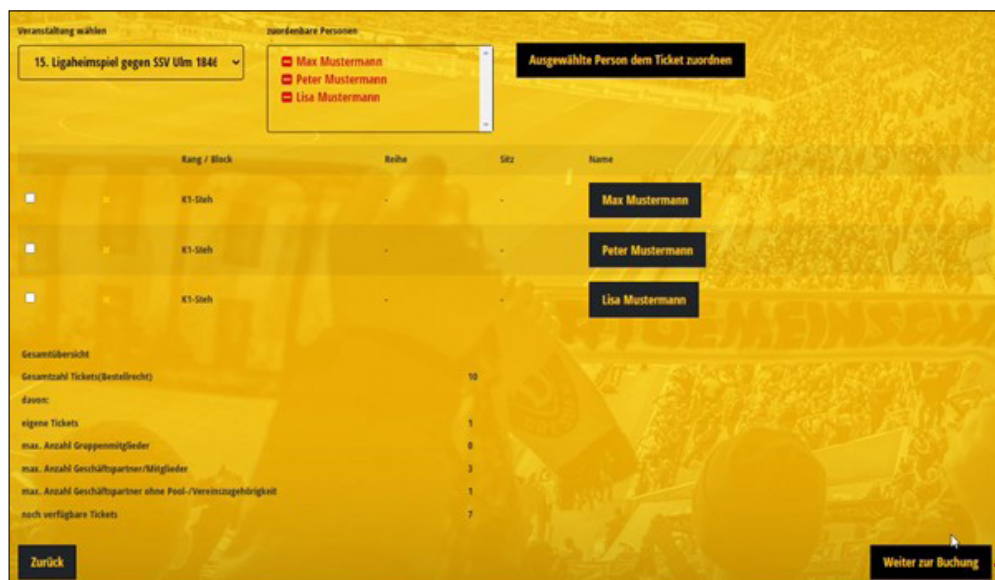 Veranstaltung wählen
zuordenbare Personen
15. Ligaheimspiel gegen SSV Ulm 1846
Max Mustermann
Peter Mustermann
Lisa Mustermann
Ausgewählte Person dem Ticket zuordnen
Rang / Block Reihe Sitz Name
K1-Steh - - Max Mustermann
K1-Steh - - Peter Mustermann
K1-Steh - - Lisa Mustermann
Gesamtübersicht
Gesamtzahl Tickets(Bestellrecht) 10
davon:
eigene Tickets 1
max. Anzahl Gruppenmitglieder 0
max. Anzahl Geschäftspartner/Mitglieder 3
max. Anzahl Geschäftspartner ohne Pool-/Vereinszugehörigkeit 1
noch verfügbare Tickets 7
Zurück
Weiter zur Buchung